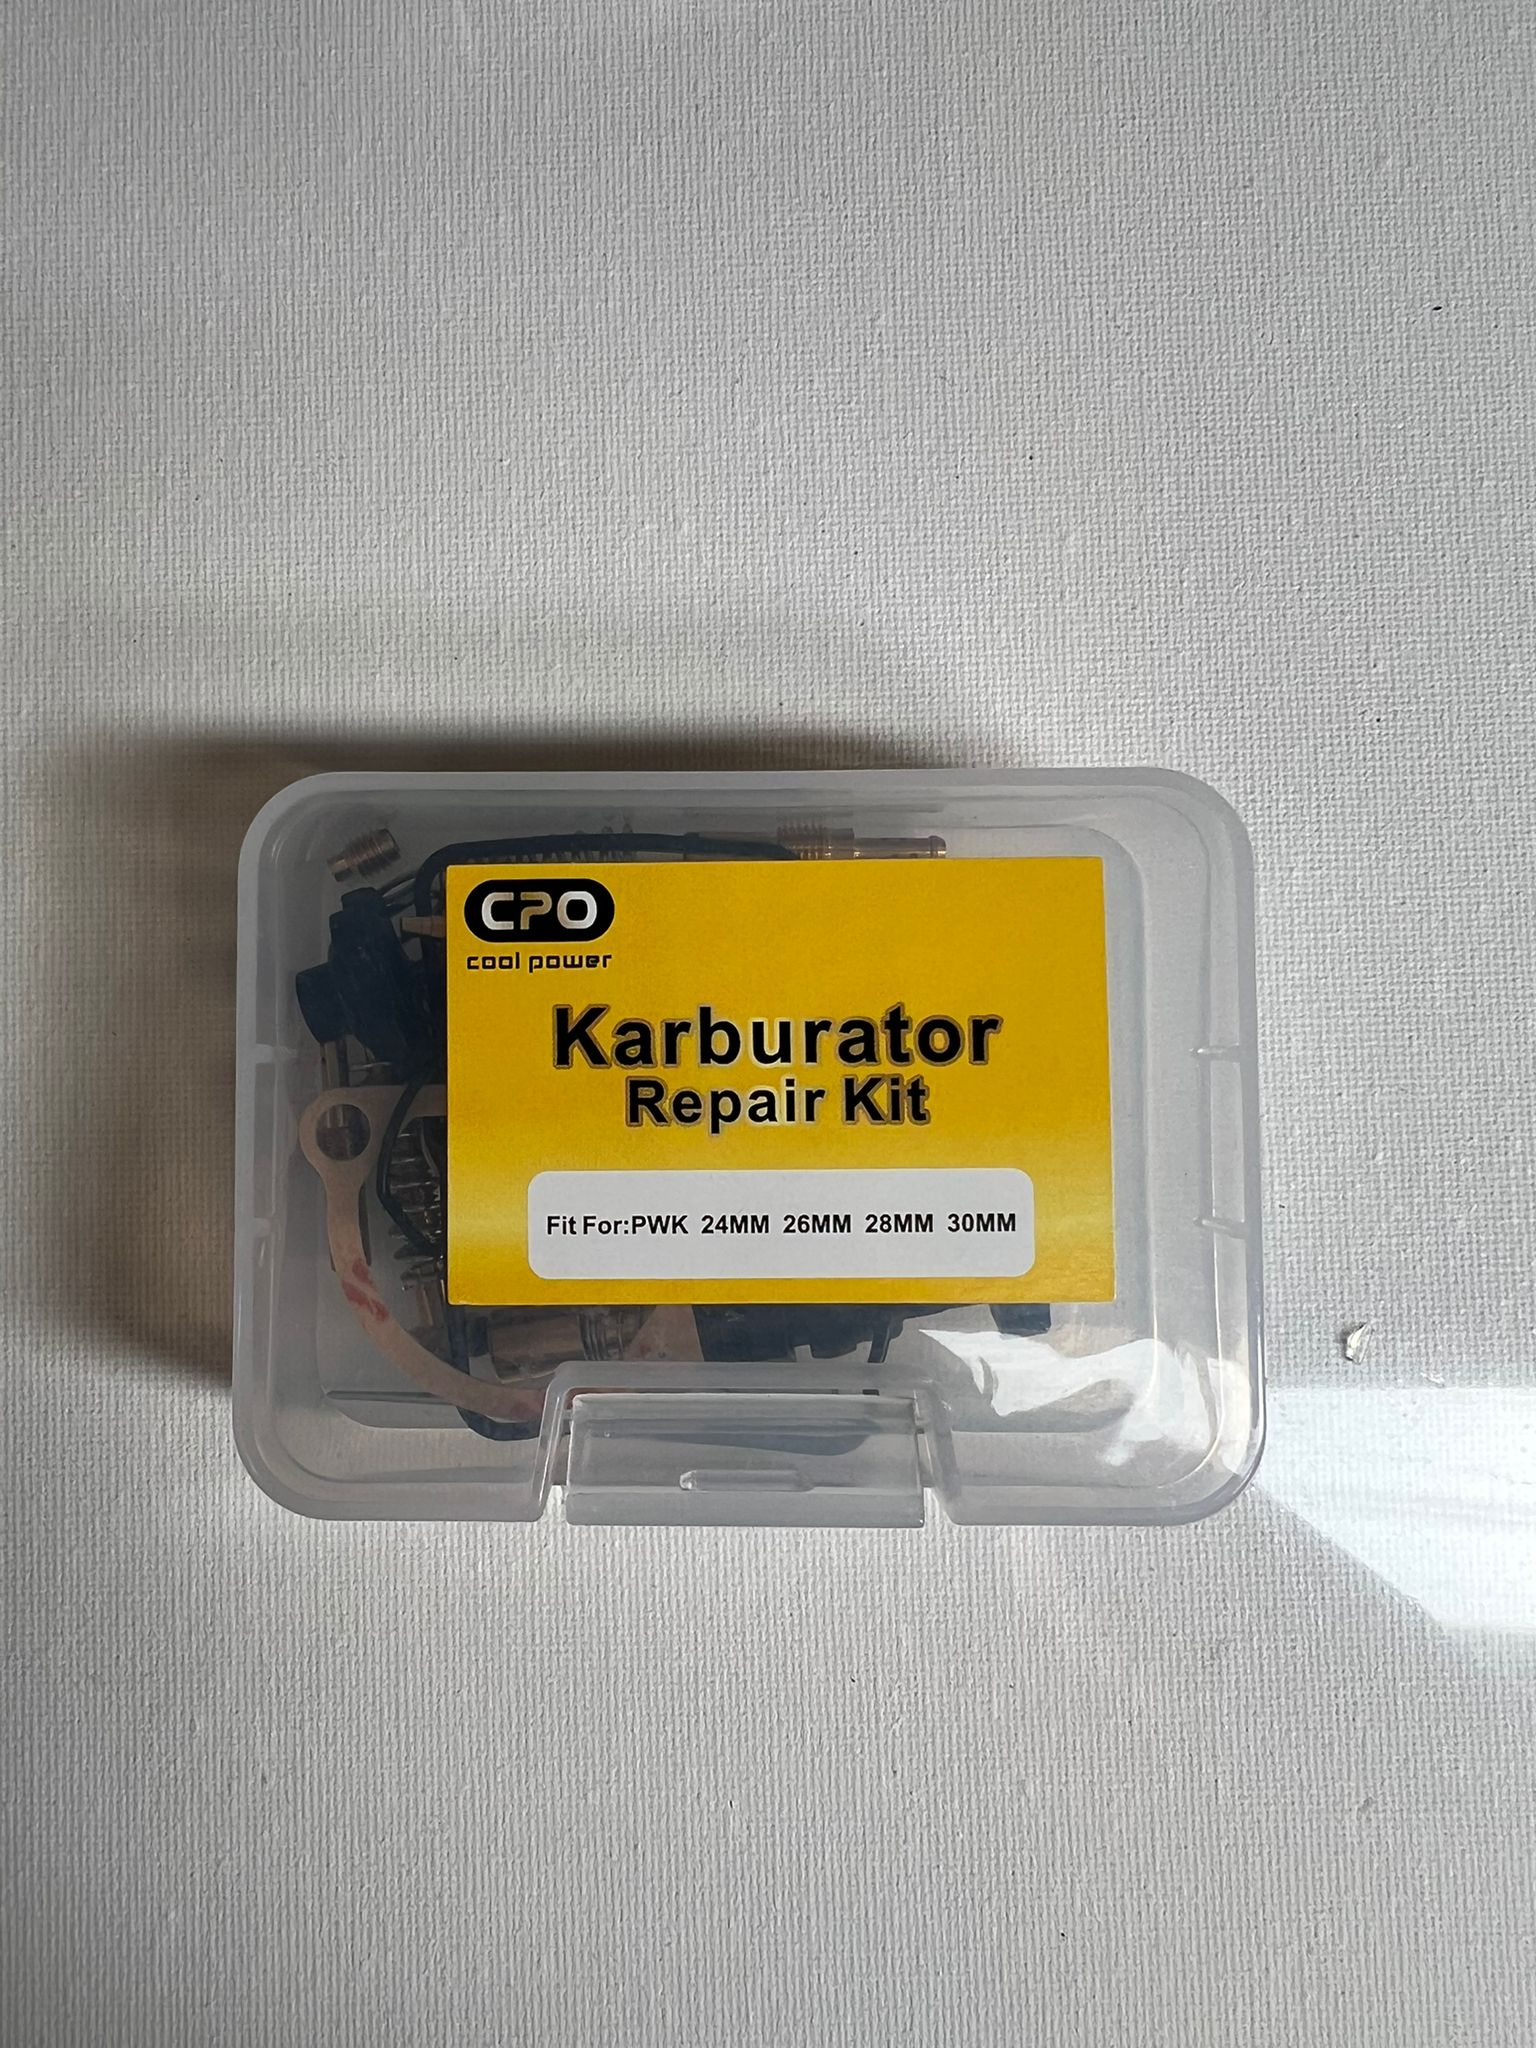 CPO
cool power
Karburator
Repair Kit
Fit For:PWK 24MM 26MM 28MM 30MM